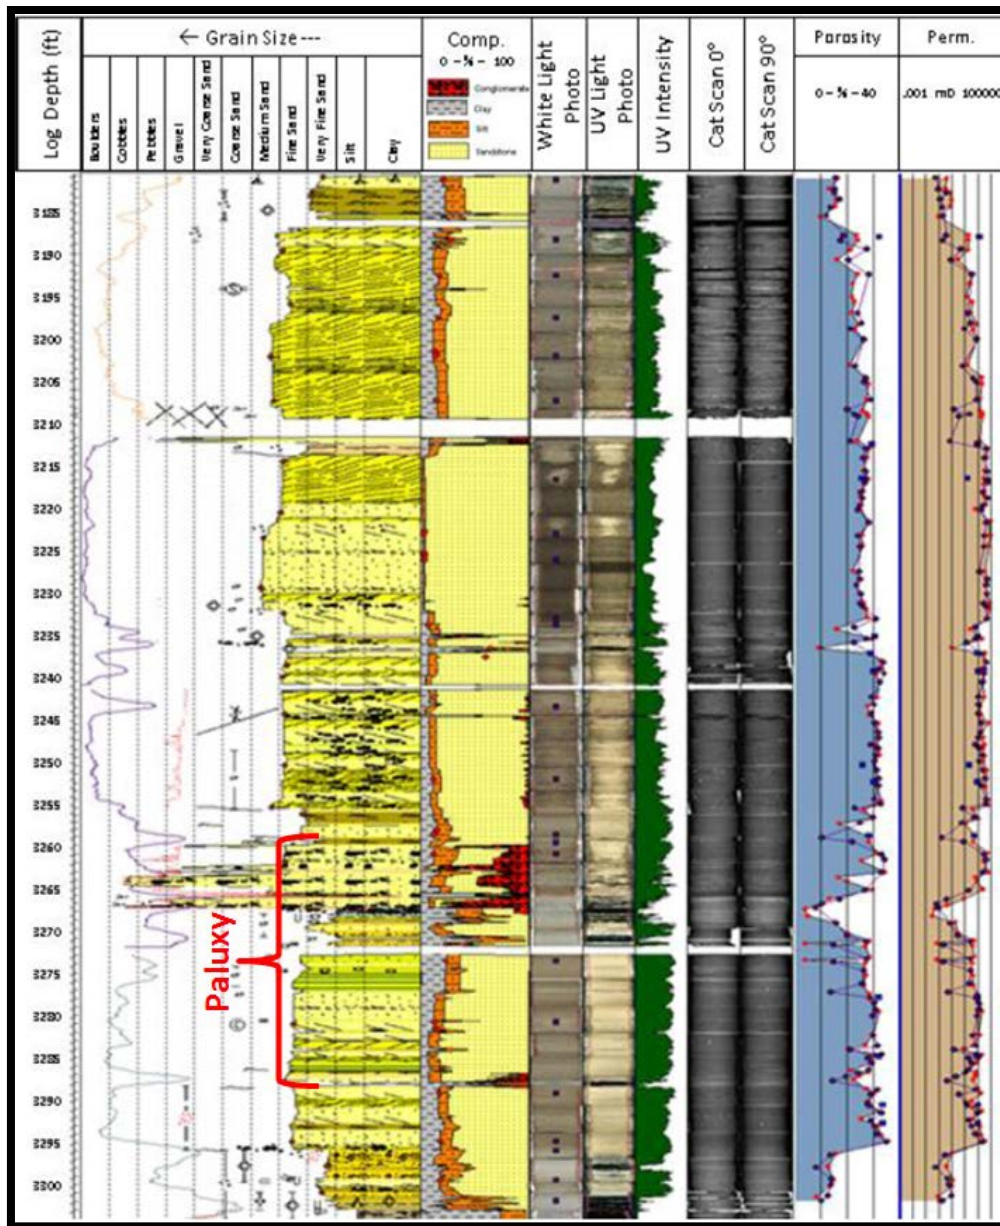 Log Depth (ft)
← Grain Size ---
Boulders
Cobbles
Pebbles
Gravel
Very Coarse Sand
Coarse Sand
Medium Sand
Fine Sand
Very Fine Sand
Silt
Clay
Comp.
0 -%- 100
Conglomerate
Clay
Silt
Sandstone
White Light
Photo
UV Light
Photo
UV Intensity
Cat Scan 0°
Cat Scan 90°
Porosity
0-%-40
Perm.
.001 mD 100000
3185
3190
3195
3200
3205
3210
3215
3220
3225
3230
3235
3240
3245
3250
3255
3260
3265
3270
3275
3280
3285
3290
3295
3300
Paluxy